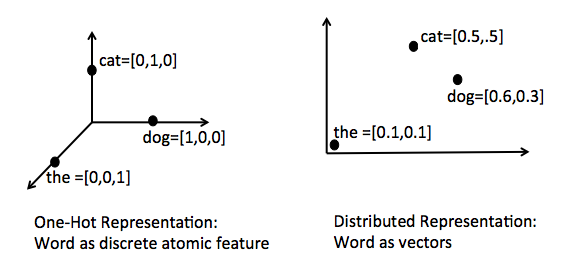 cat=[0,1,0]
dog=[1,0,0]
the =[0,0,1]
One-Hot Representation:
Word as discrete atomic feature
cat=[0.5,.5]
dog=[0.6,0.3]
the =[0.1,0.1]
Distributed Representation:
Word as vectors